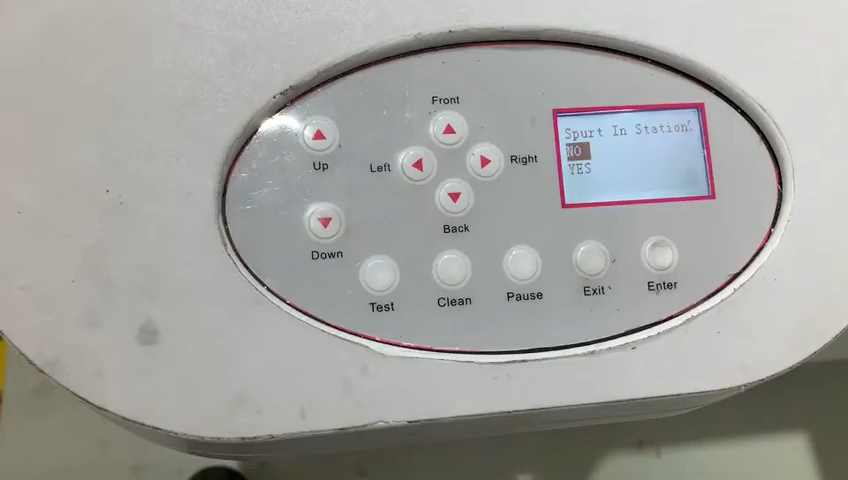 Front
Up
Left
Right
Spurt In Station?
NO
YES
Back
Down
Test
Clean
Pause
Exit
Enter